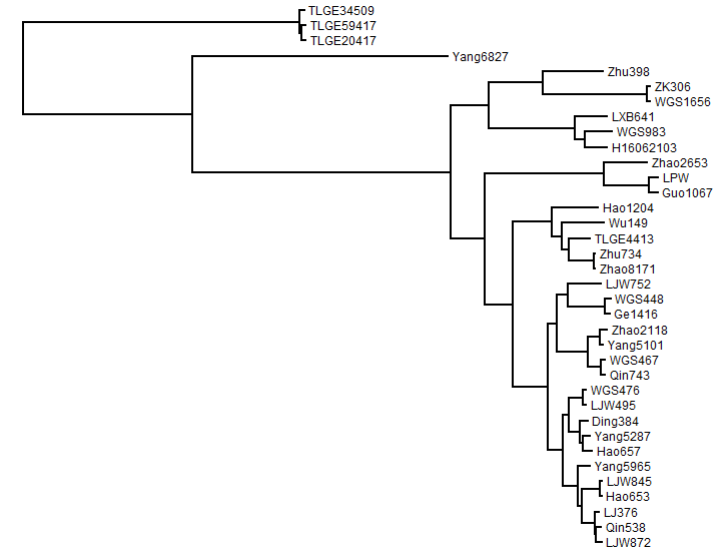 TLGE34509
TLGE59417
TLGE20417
Yang6827
Zhu398
ZK306
WGS1656
LXB641
WGS983
H16062103
Zhao2653
LPW
Guo1067
Hao1204
Wu149
TLGE4413
Zhu734
Zhao8171
LJW752
WGS448
Ge1416
Zhao2118
Yang5101
WGS467
Qin743
WGS476
LJW495
Ding384
Yang5287
Hao657
Yang5965
LJW845
Hao653
LJ376
Qin538
LJW872